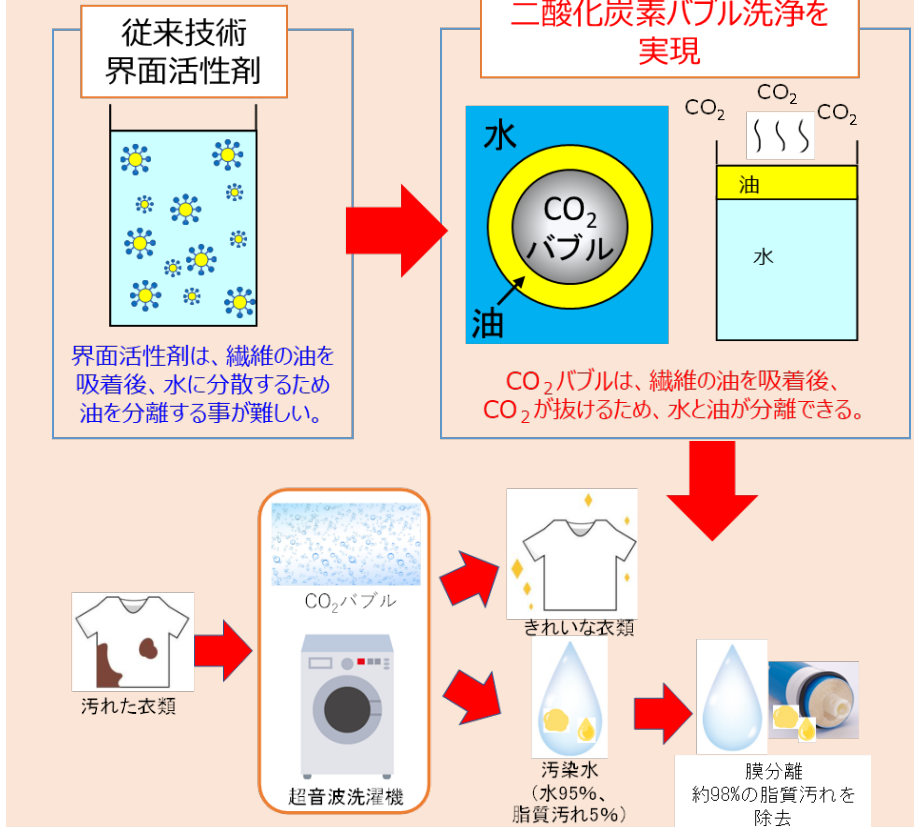 従来技術
界面活性剤
界面活性剤は、繊維の油を
吸着後、水に分散するため
油を分離する事が難しい。
二酸化炭素バブル洗浄を
実現
水
CO2
バブル
油
CO2
CO2
CO2
油
水
CO2バブルは、繊維の油を吸着後、
CO2が抜けるため、水と油が分離できる。
汚れた衣類
CO2バブル
超音波洗濯機
きれいな衣類
汚染水
(水95%、
脂質汚れ5%)
膜分離
約98%の脂質汚れを
除去